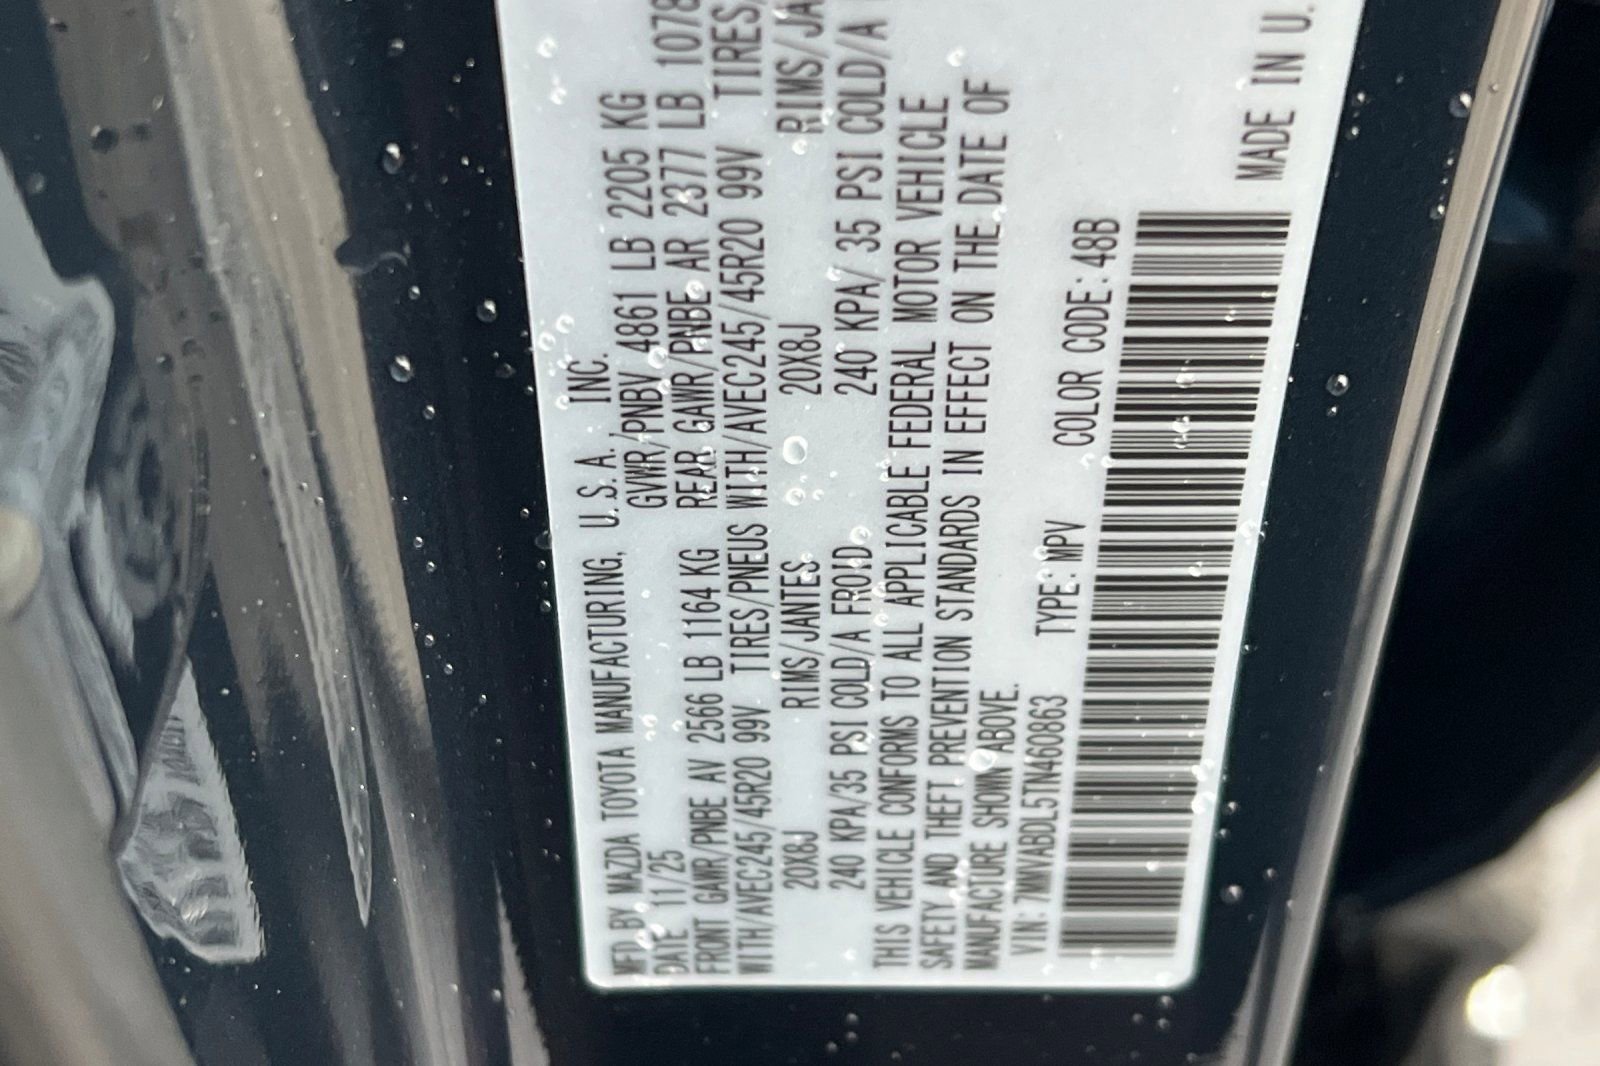 MFD BY MAZDA TOYOTA MANUFACTURING, U.S.A., INC.
DATE 11/25 GVWR/PNBV 4861 LB 2205 KG
FRONT GAWR/PNBE AV 2566 LB 1164 KG REAR GAWR/PNBE AR 2377 LB 1078
WITH/AVEC245/45R20 99V TIRES/PNEUS WITH/AVEC245/45R20 99V TIRES/
20X8J RIMS/JANTES 20X8J RIMS/JA
240 KPA/35 PSI COLD/A FROID 240 KPA/ 35 PSI COLD/A
THIS VEHICLE CONFORMS TO ALL APPLICABLE FEDERAL MOTOR VEHICLE
SAFETY AND THEFT PREVENTION STANDARDS IN EFFECT ON THE DATE OF
MANUFACTURE SHOWN ABOVE.
VIN: 7MMVABDL5TN460863 TYPE: MPV COLOR CODE: 48B
MADE IN U.